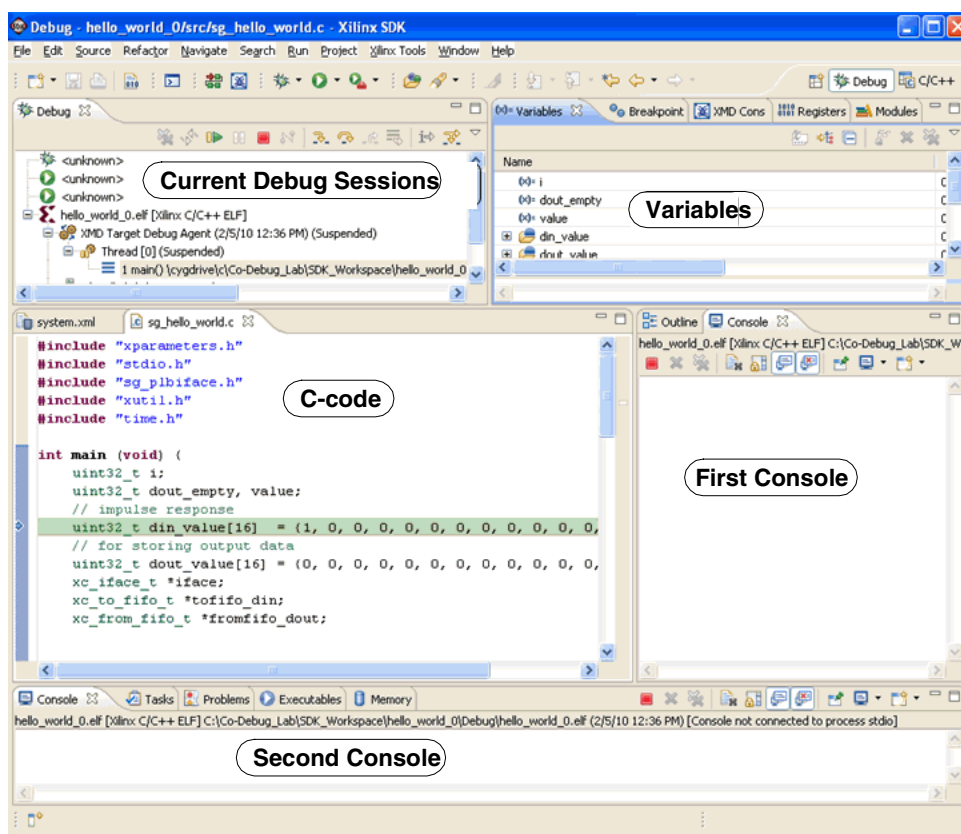 Debug - hello_world_0/src/sg_hello_world.c - Xilinx SDK
File Edit Source Refactor Navigate Search Run Project Xilinx Tools Window Help
Debug C/C++
Debug
(x)= Variables Breakpoint XMD Cons Registers Modules
<unknown>
<unknown>
<unknown>
Current Debug Sessions
hello_world_0.elf [Xilinx C/C++ ELF]
XMD Target Debug Agent (2/5/10 12:36 PM) (Suspended)
Thread [0] (Suspended)
1 main() \cygdrive\c\Co-Debug_Lab\SDK_Workspace\hello_world_0
Name
(x)= i
(x)= dout_empty
(x)= value
Variables
din_value
dout_value
system.xml sg_hello_world.c
#include "xparameters.h"
#include "stdio.h"
#include "sg_plbiface.h"
#include "xutil.h"
#include "time.h"
C-code
int main (void) {
uint32_t i;
uint32_t dout_empty, value;
// impulse response
uint32_t din_value[16] = {1, 0, 0, 0, 0, 0, 0, 0, 0, 0, 0,
// for storing output data
uint32_t dout_value[16] = {0, 0, 0, 0, 0, 0, 0, 0, 0, 0, 0,
xc_iface_t *iface;
xc_to_fifo_t *tofifo_din;
xc_from_fifo_t *fromfifo_dout;
Outline Console
hello_world_0.elf [Xilinx C/C++ ELF] C:\Co-Debug_Lab\SDK_W
First Console
Console Tasks Problems Executables Memory
hello_world_0.elf [Xilinx C/C++ ELF] C:\Co-Debug_Lab\SDK_Workspace\hello_world_0\Debug\hello_world_0.elf (2/5/10 12:36 PM) [Console not connected to process stdio]
Second Console